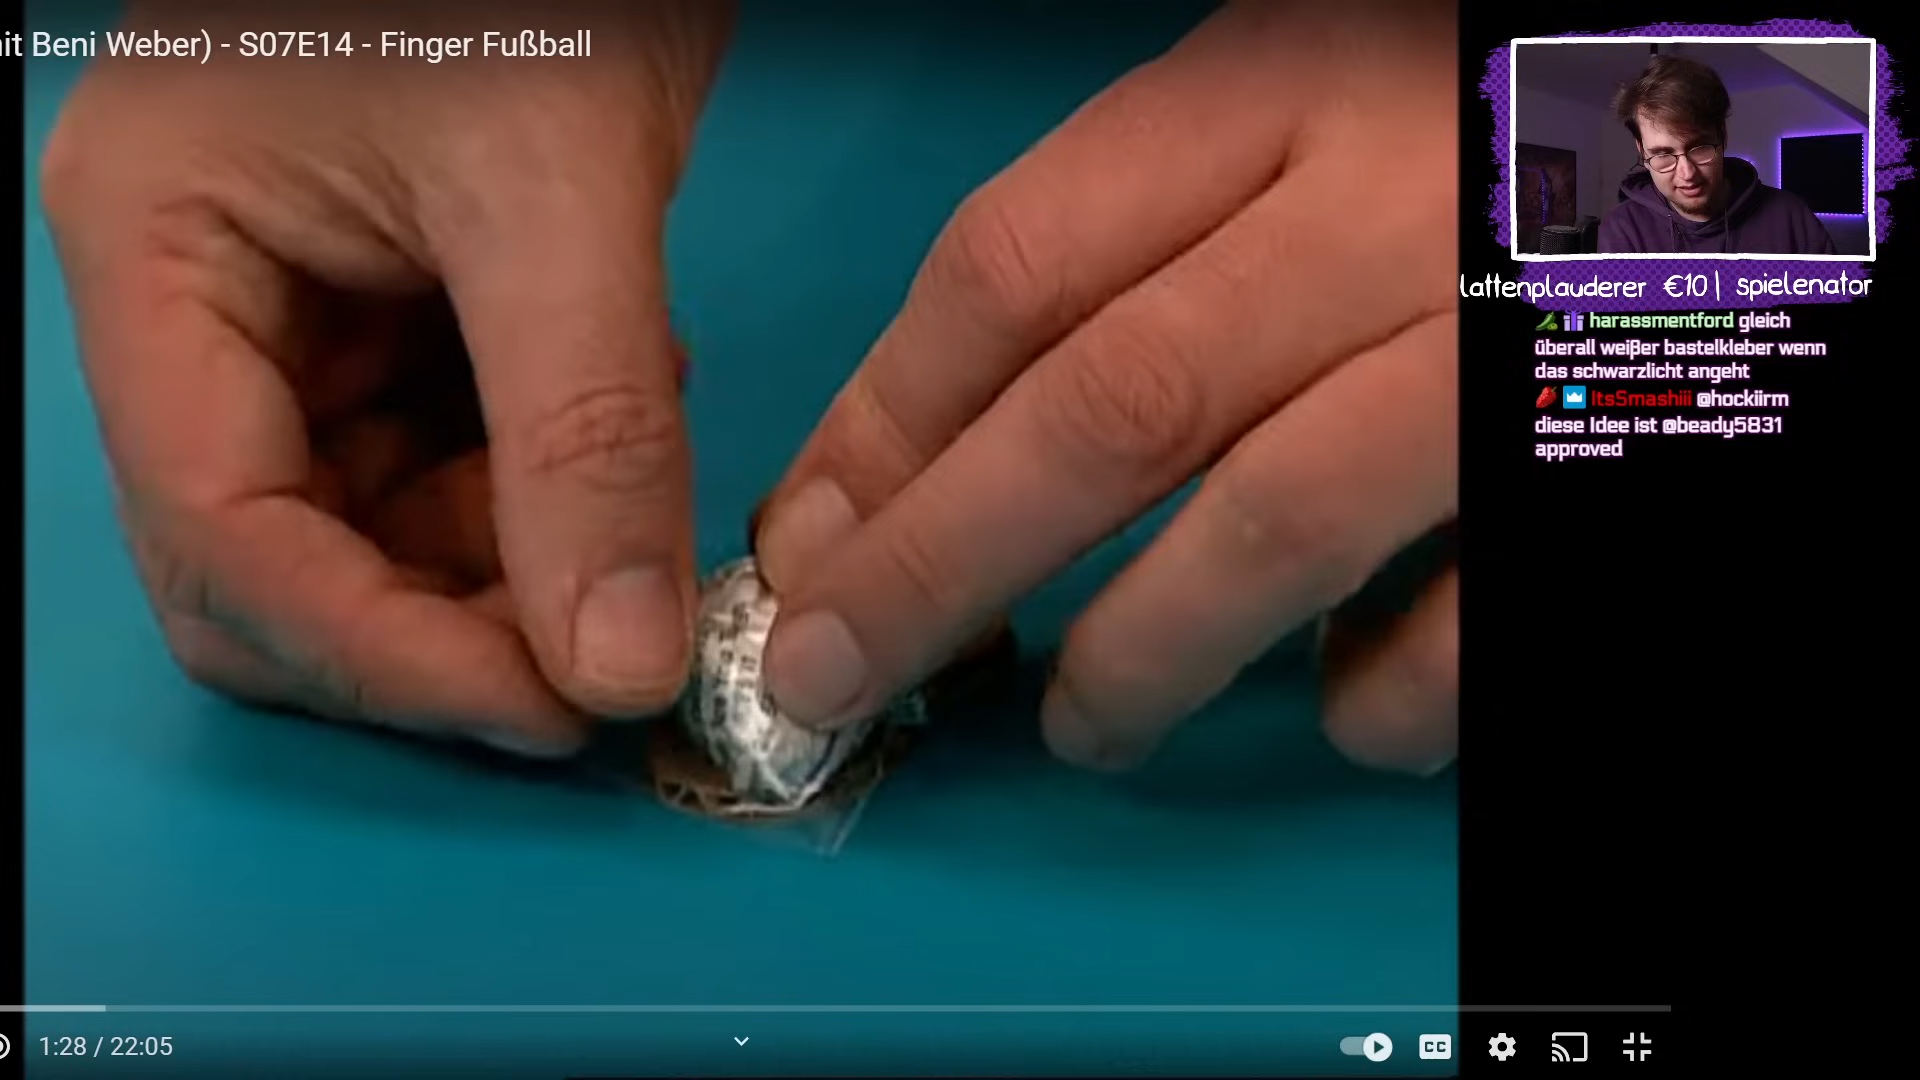 it Beni Weber) - S07E14 - Finger Fußball
lattenplauderer €10 | spielenator
harassmentford gleich
überall weißer bastelkleber wenn
das schwarzlicht angeht
ItsSmashiii @hockiirm
diese Idee ist @beady5831
approved
1:28 / 22:05
CC